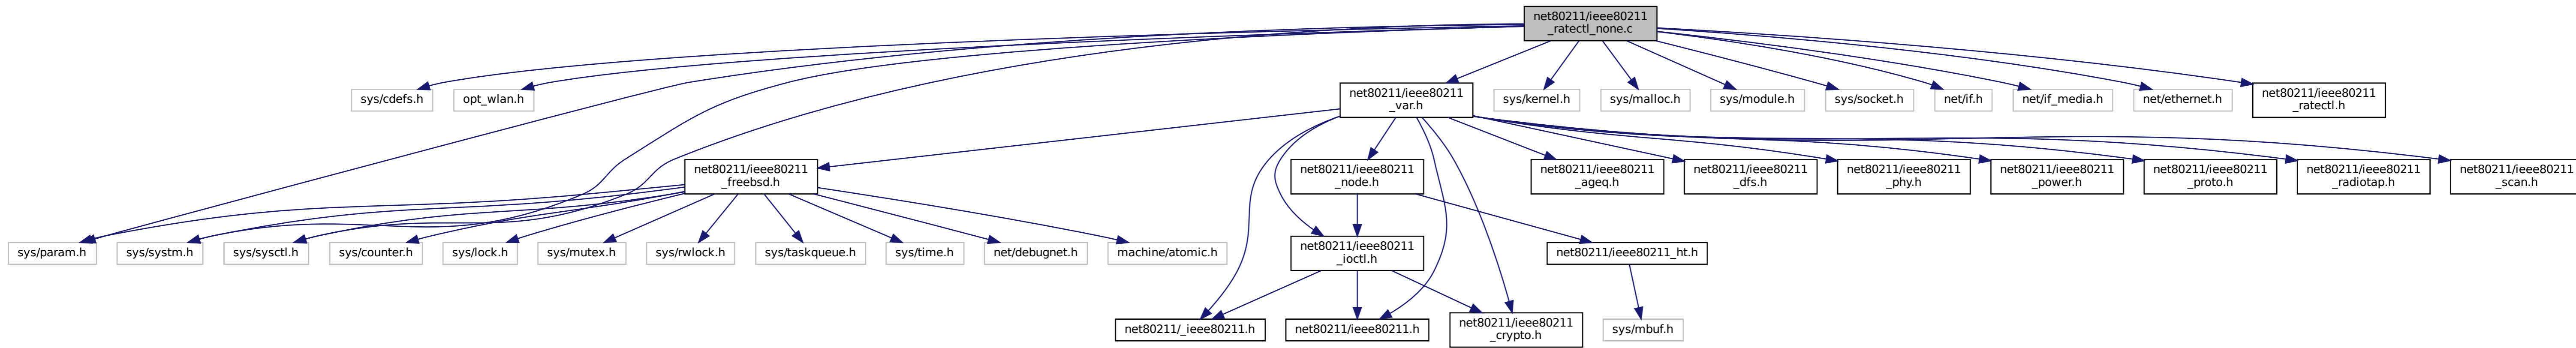 net80211/ieee80211
_ratectl_none.c
sys/cdefs.h
opt_wlan.h
net80211/ieee80211
_var.h
sys/kernel.h
sys/malloc.h
sys/module.h
sys/socket.h
net/if.h
net/if_media.h
net/ethernet.h
net80211/ieee80211
_ratectl.h
net80211/ieee80211
_freebsd.h
net80211/ieee80211
_node.h
net80211/ieee80211
_ageq.h
net80211/ieee80211
_dfs.h
net80211/ieee80211
_phy.h
net80211/ieee80211
_power.h
net80211/ieee80211
_proto.h
net80211/ieee80211
_radiotap.h
net80211/ieee80211
_scan.h
sys/param.h
sys/systm.h
sys/sysctl.h
sys/counter.h
sys/lock.h
sys/mutex.h
sys/rwlock.h
sys/taskqueue.h
sys/time.h
net/debugnet.h
machine/atomic.h
net80211/ieee80211
_ioctl.h
net80211/ieee80211_ht.h
net80211/_ieee80211.h
net80211/ieee80211.h
net80211/ieee80211
_crypto.h
sys/mbuf.h